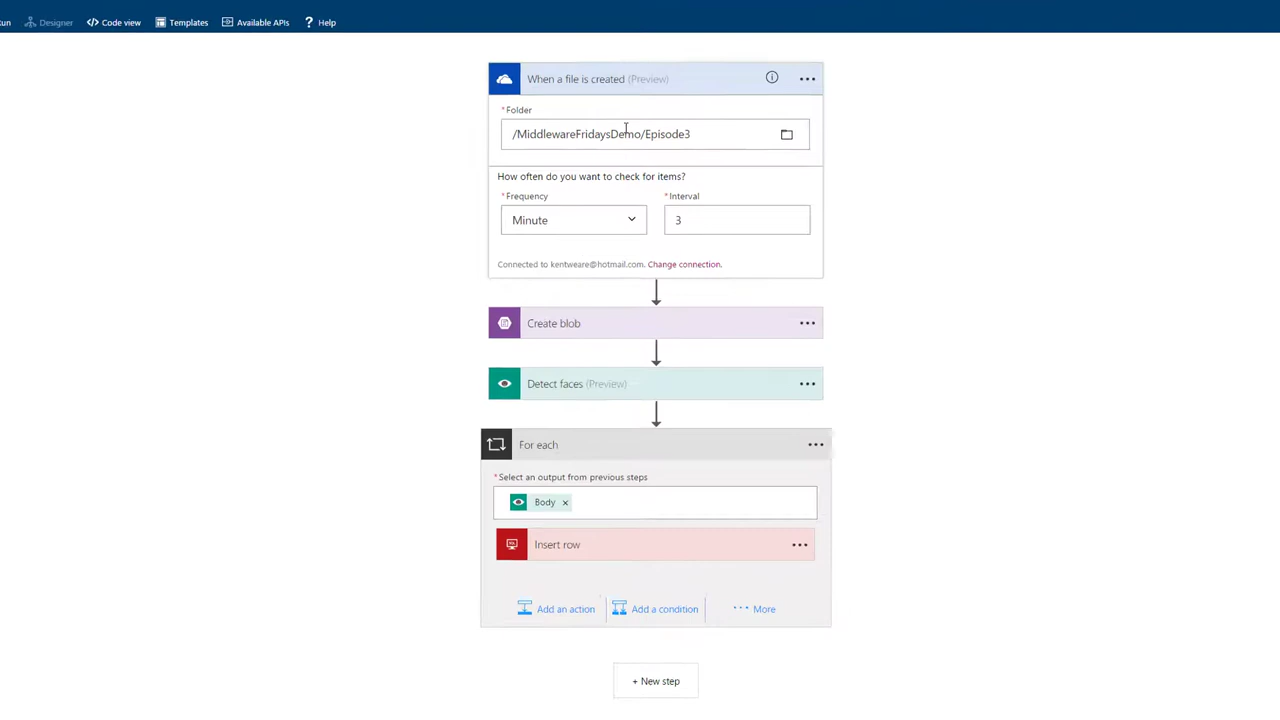 un Designer Code view Templates Available APIs ? Help
When a file is created (Preview)
* Folder
/MiddlewareFridaysDemo/Episode3
How often do you want to check for items?
* Frequency * Interval
Minute 3
Connected to kentweare@hotmail.com. Change connection.
Create blob
Detect faces (Preview)
For each
* Select an output from previous steps
Body ×
Insert row
Add an action Add a condition ··· More
+ New step